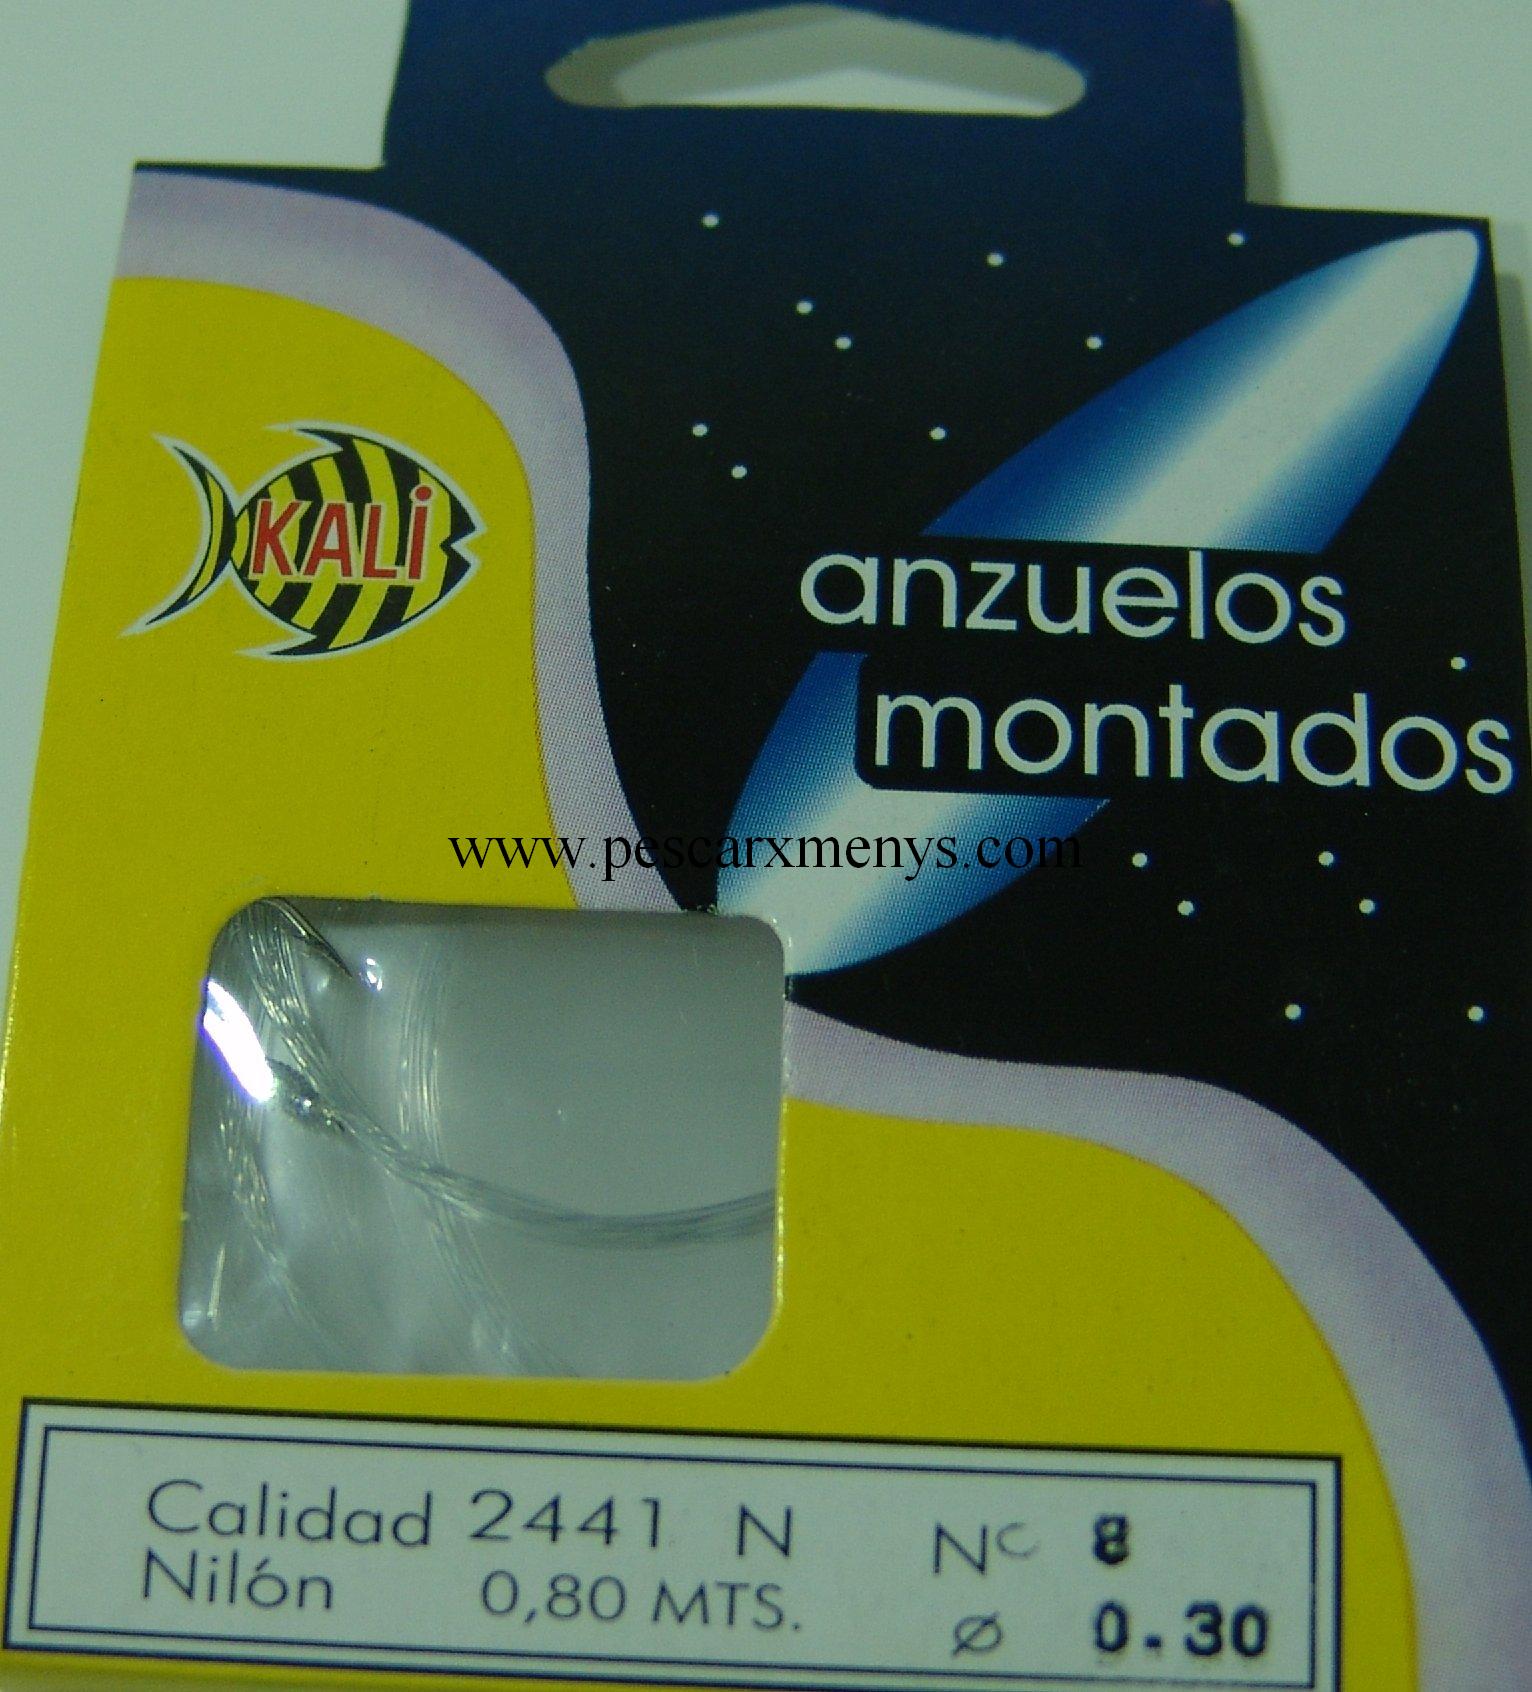 KALi
anzuelos
montados
www.pescarxmenys.com
Calidad 2441 N Nº 8
Nilón 0,80 MTS. Ø 0.30